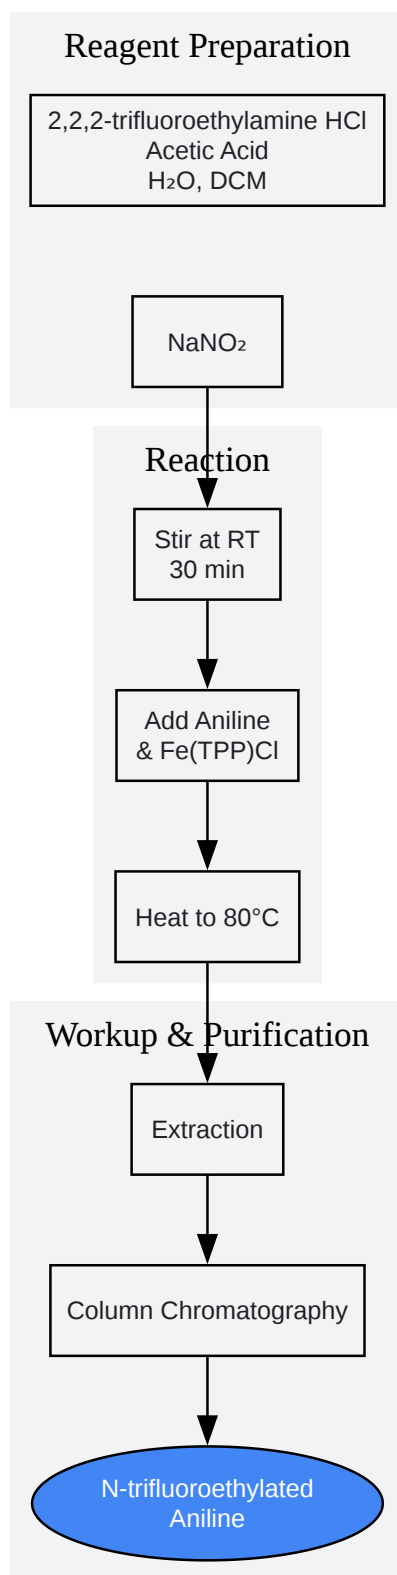 Reagent Preparation
2,2,2-trifluoroethylamine HCl
Acetic Acid
H₂O, DCM
NaNO₂
Reaction
Stir at RT
30 min
Add Aniline
& Fe(TPP)Cl
Heat to 80°C
Workup & Purification
Extraction
Column Chromatography
N-trifluoroethylated
Aniline